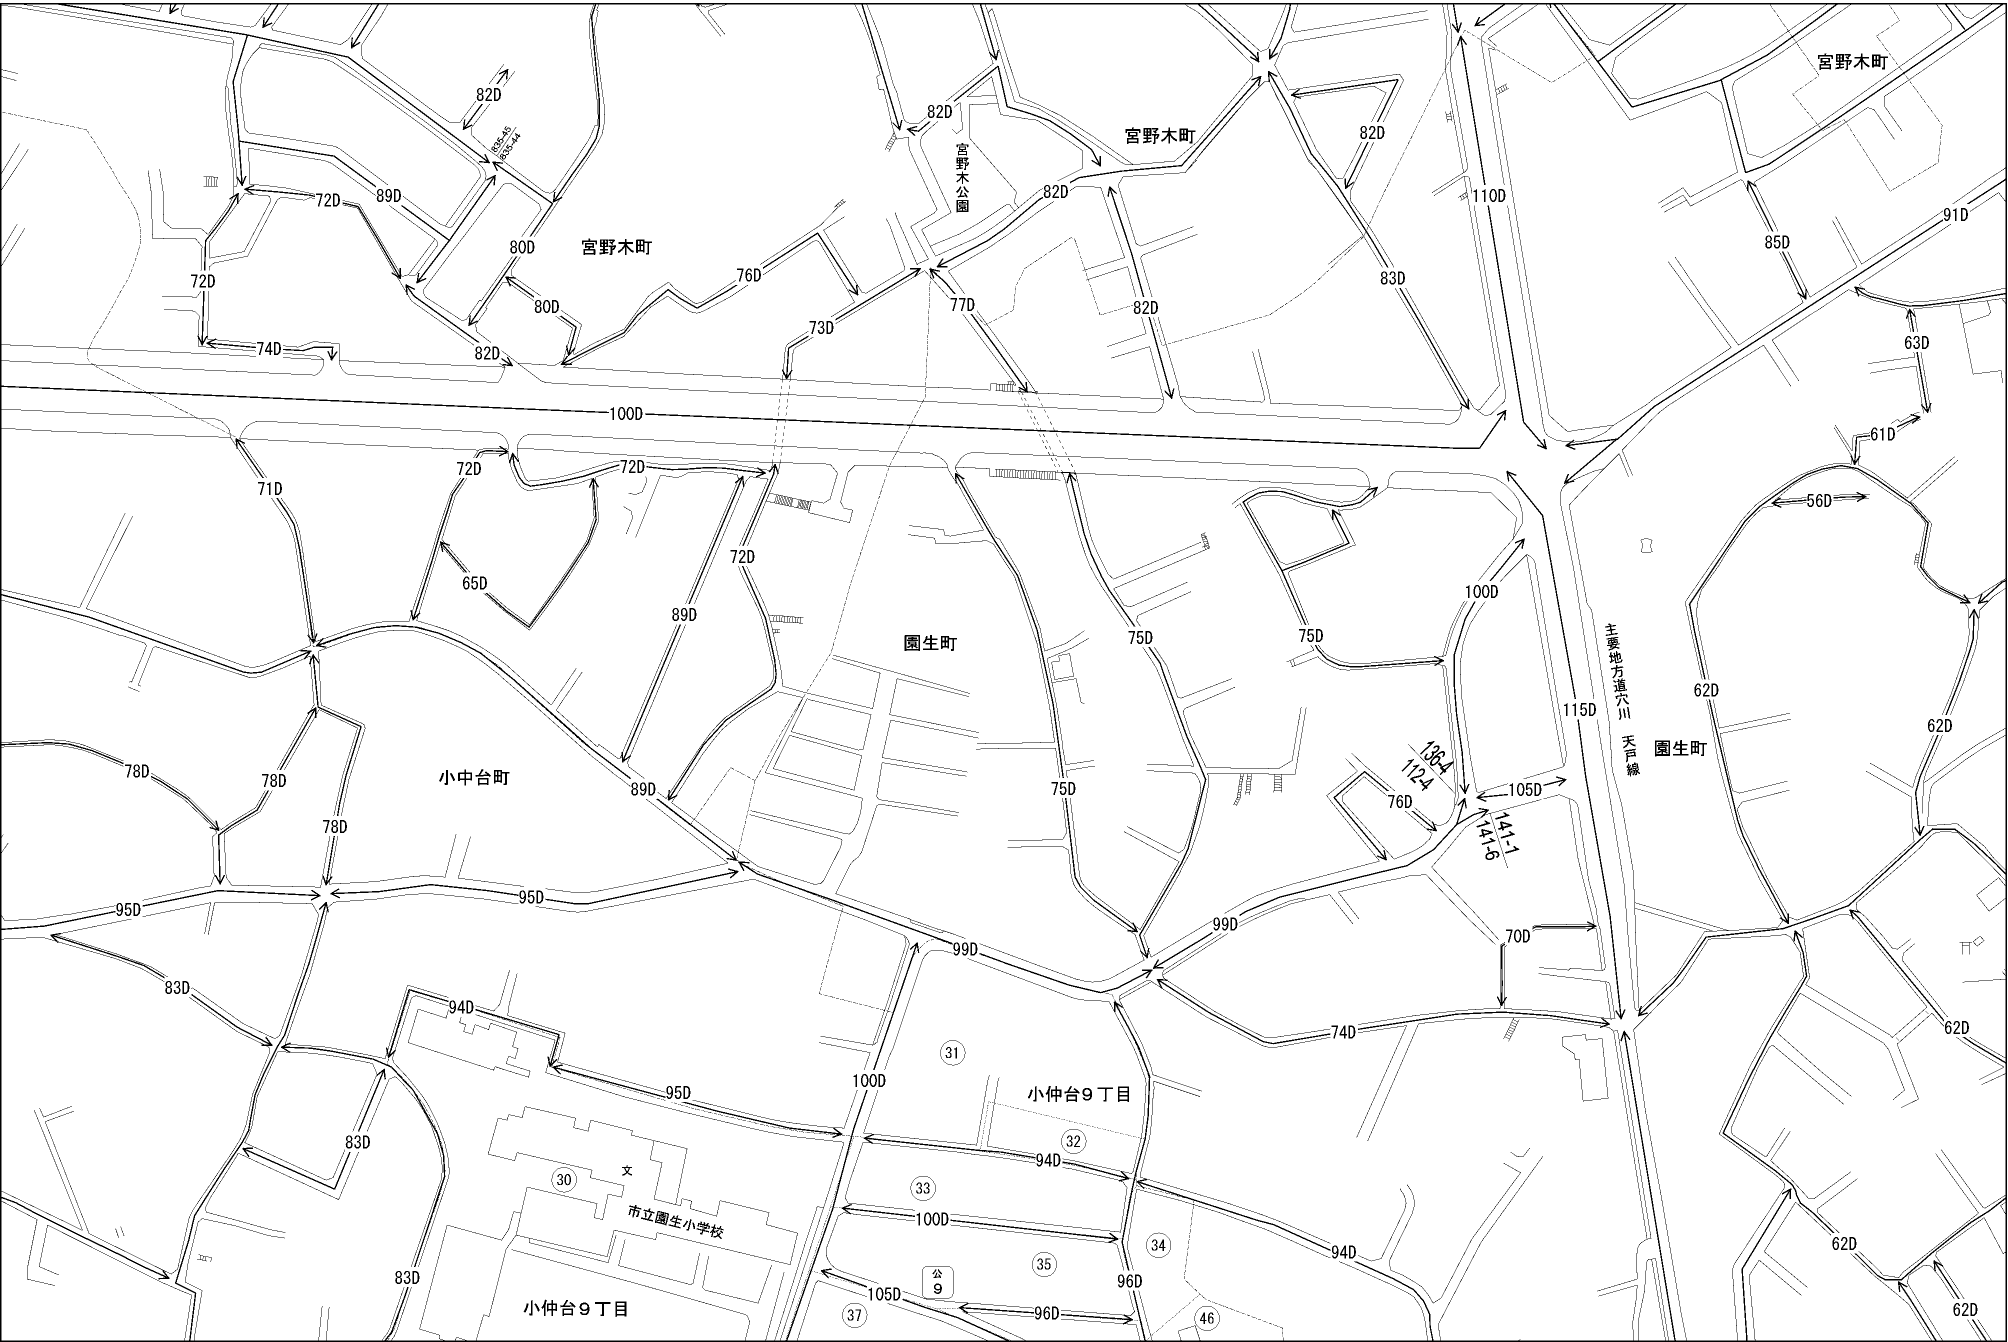 宮野木町
82D
835-45
835-44
82D
宮野木町
宮野木公園
82D
110D
89D
72D
82D
91D
80D
宮野木町
85D
72D
76D
83D
80D
77D
82D
73D
63D
74D
82D
100D
61D
72D
72D
71D
56D
72D
65D
100D
89D
75D
75D
園生町
主要地方道穴川 天戸線
62D
115D
62D
園生町
136-4
112-4
78D
78D
小中台町
89D
75D
76D
105D
78D
141-1
141-6
95D
95D
99D
99D
70D
83D
94D
74D
62D
31
100D
95D
小仲台9丁目
83D
32
94D
30
文
33
市立園生小学校
100D
34
94D
62D
35
83D
公
9
96D
105D
小仲台9丁目
37
96D
46
62D